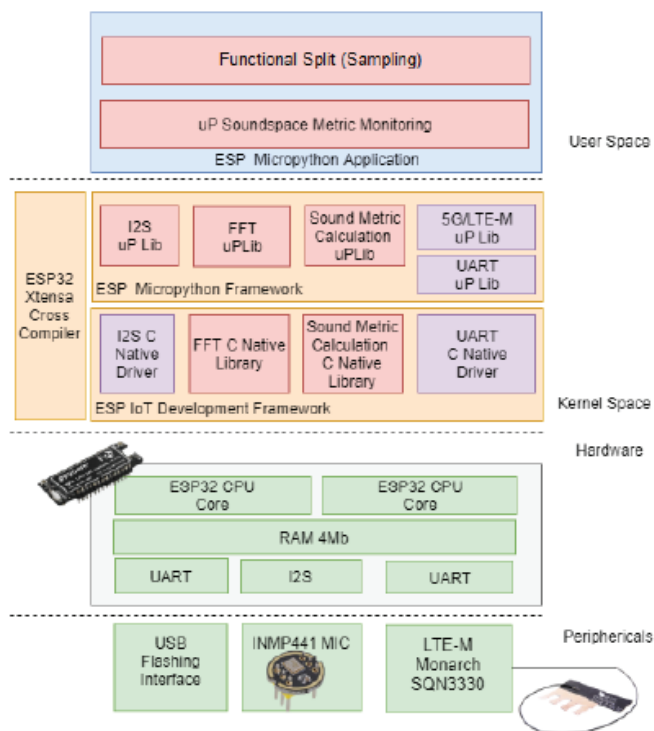 Functional Split (Sampling)
uP Soundspace Metric Monitoring
ESP Micropython Application
User Space
ESP32
Xtensa
Cross
Compiler
I2S
uP Lib
FFT
uPLib
Sound Metric
Calculation
uPLib
5G/LTE-M
uP Lib
UART
uP Lib
ESP Micropython Framework
I2S C
Native
Driver
FFT C Native
Library
Sound Metric
Calculation
C Native
Library
UART
C Native
Driver
ESP IoT Development Framework
Kernel Space
Hardware
ESP32 CPU
Core
ESP32 CPU
Core
RAM 4Mb
UART
I2S
UART
Periphericals
USB
Flashing
Interface
INMP441 MIC
LTE-M
Monarch
SQN3330